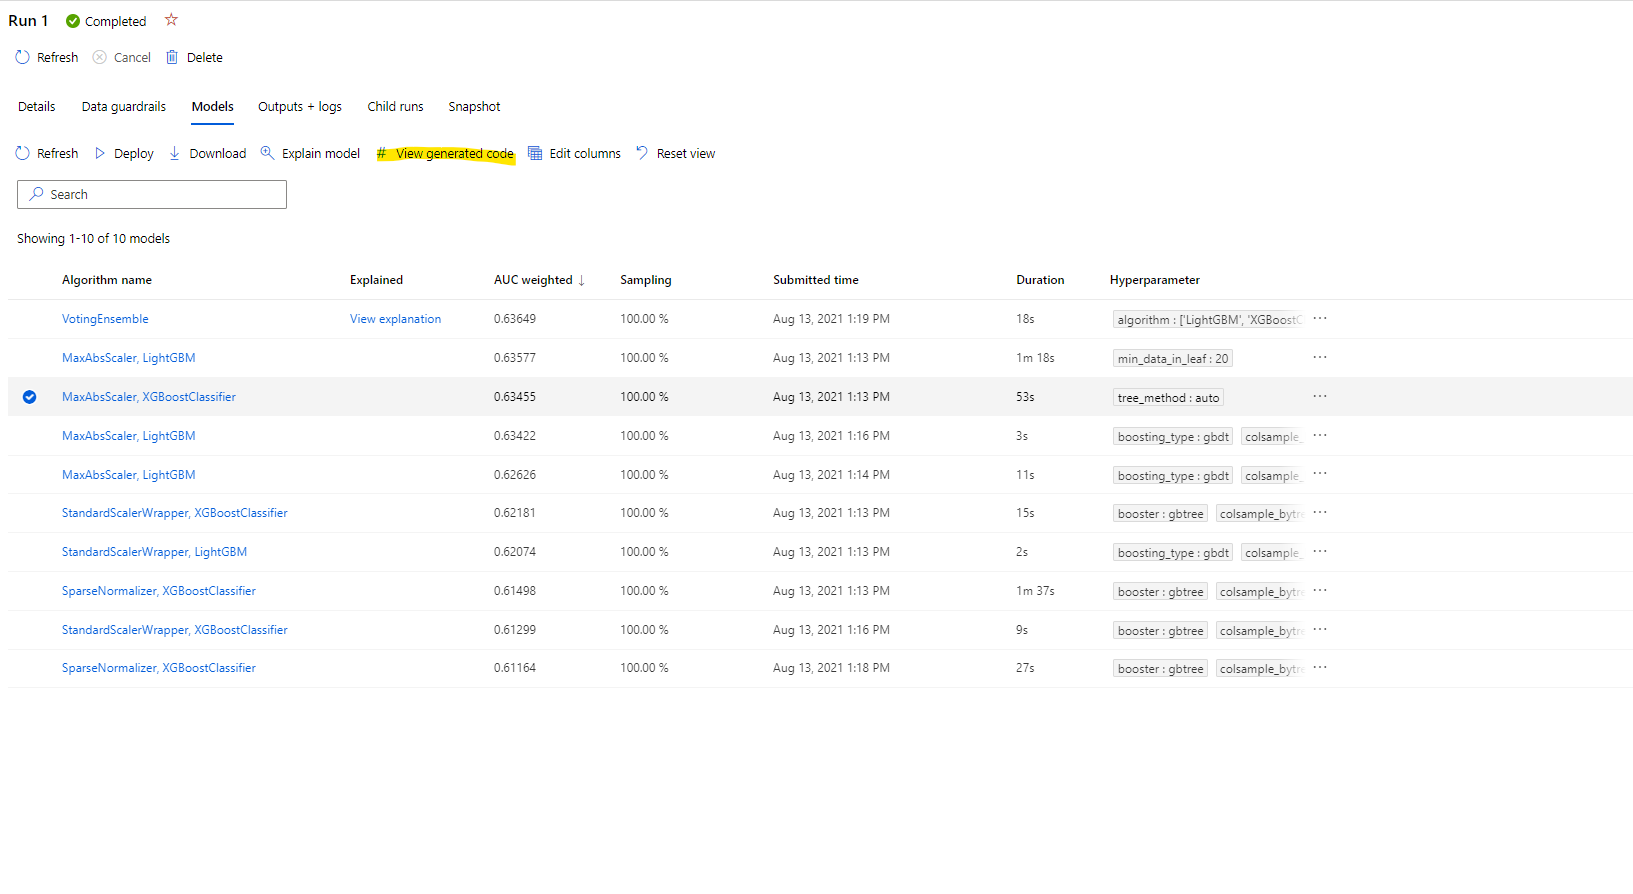 Run 1 Completed
Refresh Cancel Delete
Details Data guardrails Models Outputs + logs Child runs Snapshot
Refresh Deploy Download Explain model # View generated code Edit columns Reset view
Search
Showing 1-10 of 10 models
Algorithm name Explained AUC weighted ↓ Sampling Submitted time Duration Hyperparameter
VotingEnsemble View explanation 0.63649 100.00 % Aug 13, 2021 1:19 PM 18s algorithm : ['LightGBM', 'XGBoostC ...
MaxAbsScaler, LightGBM 0.63577 100.00 % Aug 13, 2021 1:13 PM 1m 18s min_data_in_leaf : 20 ...
MaxAbsScaler, XGBoostClassifier 0.63455 100.00 % Aug 13, 2021 1:13 PM 53s tree_method : auto ...
MaxAbsScaler, LightGBM 0.63422 100.00 % Aug 13, 2021 1:16 PM 3s boosting_type : gbdt colsample_ ...
MaxAbsScaler, LightGBM 0.62626 100.00 % Aug 13, 2021 1:14 PM 11s boosting_type : gbdt colsample_ ...
StandardScalerWrapper, XGBoostClassifier 0.62181 100.00 % Aug 13, 2021 1:13 PM 15s booster : gbtree colsample_bytre ...
StandardScalerWrapper, LightGBM 0.62074 100.00 % Aug 13, 2021 1:13 PM 2s boosting_type : gbdt colsample_ ...
SparseNormalizer, XGBoostClassifier 0.61498 100.00 % Aug 13, 2021 1:13 PM 1m 37s booster : gbtree colsample_bytre ...
StandardScalerWrapper, XGBoostClassifier 0.61299 100.00 % Aug 13, 2021 1:16 PM 9s booster : gbtree colsample_bytre ...
SparseNormalizer, XGBoostClassifier 0.61164 100.00 % Aug 13, 2021 1:18 PM 27s booster : gbtree colsample_bytre ...